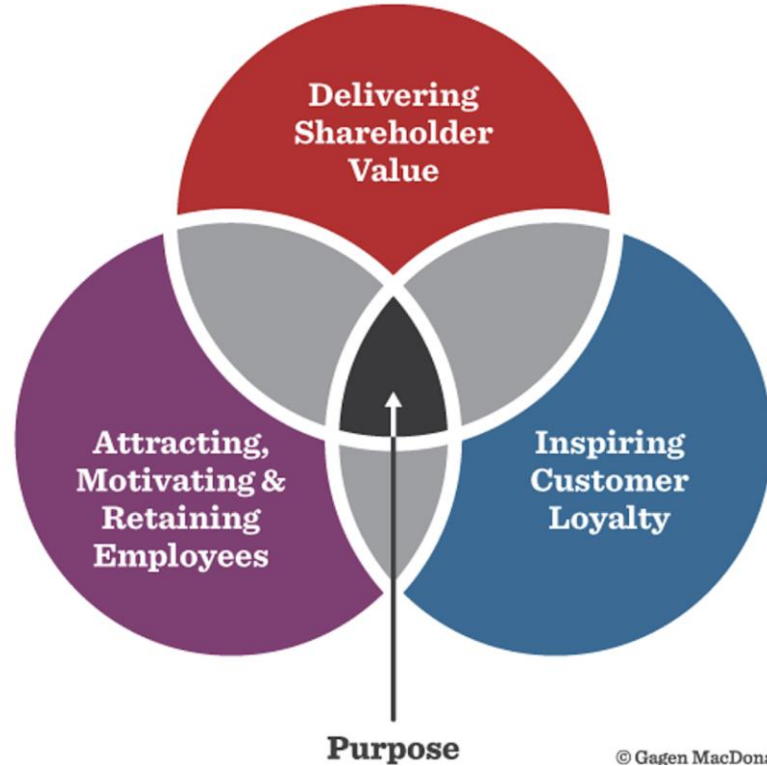 Delivering
Shareholder
Value
Attracting,
Motivating &
Retaining
Employees
Inspiring
Customer
Loyalty
Purpose
© Gagen MacDona